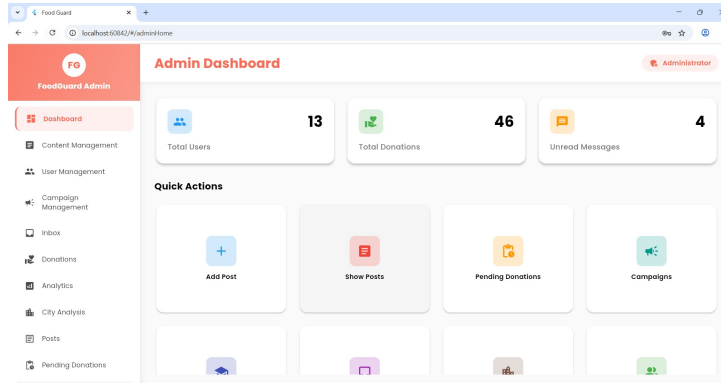 Food Guard
localhost:60842/#/adminHome
FG
FoodGuard Admin
Dashboard
Content Management
User Management
Campaign
Management
Inbox
Donations
Analytics
City Analysis
Posts
Pending Donations
Admin Dashboard
Administrator
13
Total Users
46
Total Donations
4
Unread Messages
Quick Actions
Add Post
Show Posts
Pending Donations
Campaigns